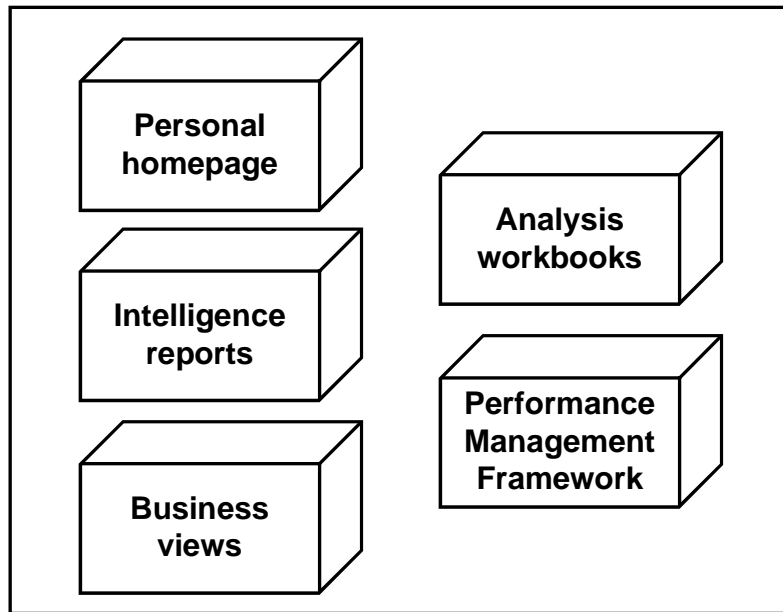 Personal
homepage
Intelligence
reports
Business
views
Analysis
workbooks
Performance
Management
Framework